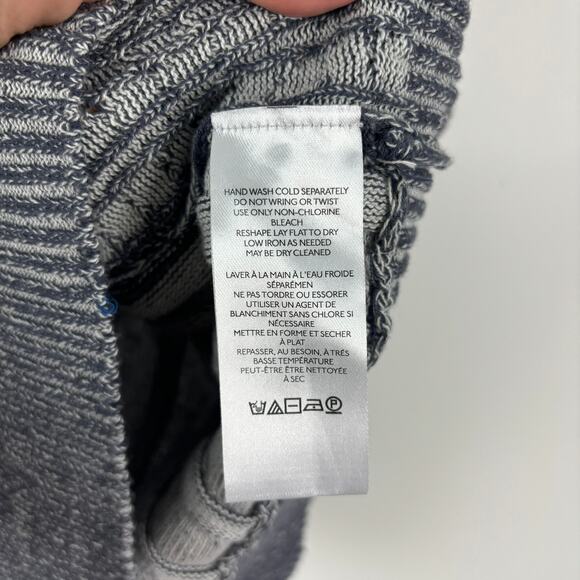 HAND WASH COLD SEPARATELY
DO NOT WRING OR TWIST
USE ONLY NON-CHLORINE
BLEACH
RESHAPE LAY FLAT TO DRY
LOW IRON AS NEEDED
MAY BE DRY CLEANED
LAVER À LA MAIN À L'EAU FROIDE
SÉPARÉMEN
NE PAS TORDRE OU ESSORER
UTILISER UN AGENT DE
BLANCHIMENT SANS CHLORE SI
NÉCESSAIRE
METTRE EN FORME ET SECHER
À PLAT
REPASSER, AU BESOIN, À TRÉS
BASSE TEMPÉRATURE
PEUT-ÊTRE ÊTRE NETTOYÉE
À SEC
P